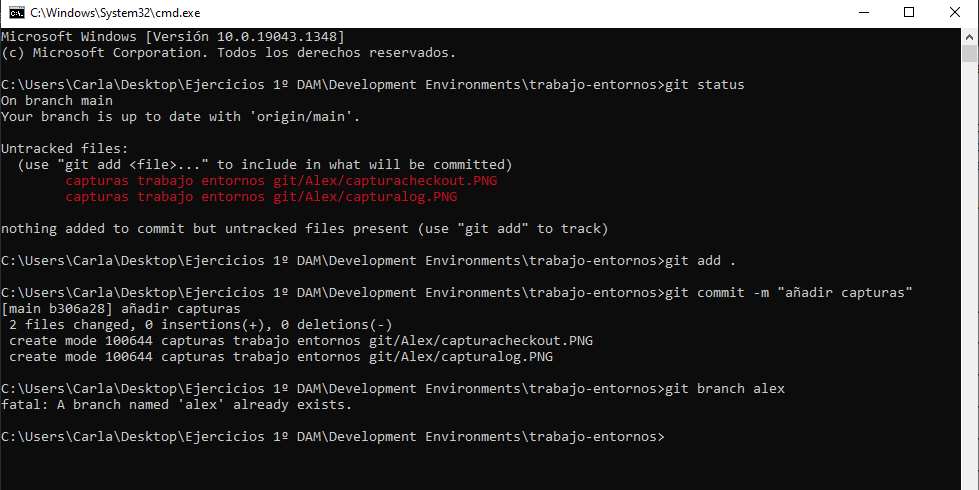 C:\Windows\System32\cmd.exe
Microsoft Windows [Versión 10.0.19043.1348]
(c) Microsoft Corporation. Todos los derechos reservados.
C:\Users\Carla\Desktop\Ejercicios 1º DAM\Development Environments\trabajo-entornos>git status
On branch main
Your branch is up to date with 'origin/main'.
Untracked files:
  (use "git add <file>..." to include in what will be committed)
        capturas trabajo entornos git/Alex/capturacheckout.PNG
        capturas trabajo entornos git/Alex/capturalog.PNG
nothing added to commit but untracked files present (use "git add" to track)
C:\Users\Carla\Desktop\Ejercicios 1º DAM\Development Environments\trabajo-entornos>git add .
C:\Users\Carla\Desktop\Ejercicios 1º DAM\Development Environments\trabajo-entornos>git commit -m "añadir capturas"
[main b306a28] añadir capturas
 2 files changed, 0 insertions(+), 0 deletions(-)
 create mode 100644 capturas trabajo entornos git/Alex/capturacheckout.PNG
 create mode 100644 capturas trabajo entornos git/Alex/capturalog.PNG
C:\Users\Carla\Desktop\Ejercicios 1º DAM\Development Environments\trabajo-entornos>git branch alex
fatal: A branch named 'alex' already exists.
C:\Users\Carla\Desktop\Ejercicios 1º DAM\Development Environments\trabajo-entornos>